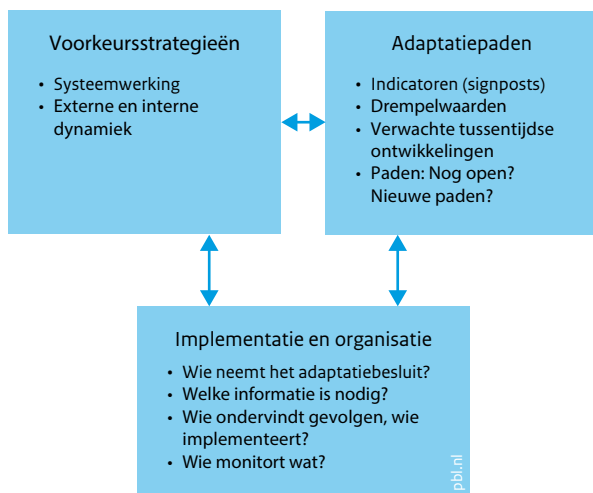 Voorkeursstrategieën
• Systeemwerking
• Externe en interne
dynamiek
Adaptatiepaden
• Indicatoren (signposts)
• Drempelwaarden
• Verwachte tussentijdse
ontwikkelingen
• Paden: Nog open?
Nieuwe paden?
Implementatie en organisatie
• Wie neemt het adaptatiebesluit?
• Welke informatie is nodig?
• Wie ondervindt gevolgen, wie
implementeert?
• Wie monitort wat?
pbl.nl